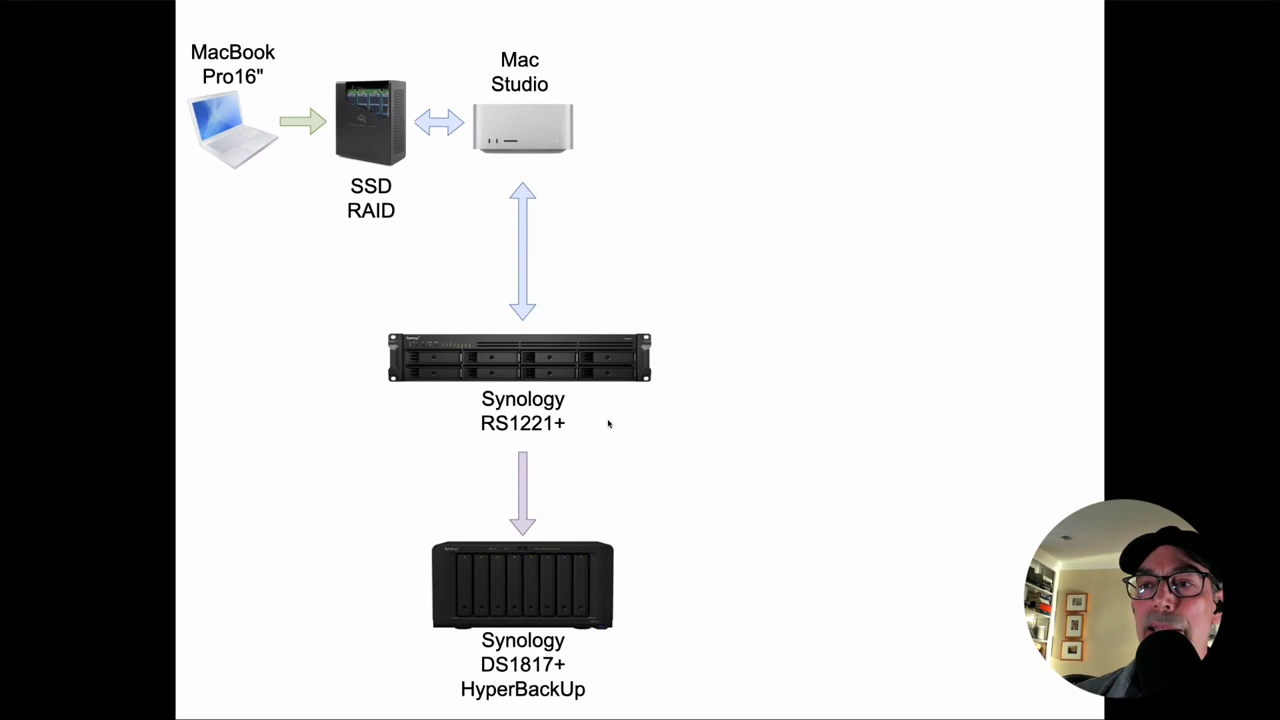 MacBook
Pro16"
Mac
Studio
SSD
RAID
Synology
RS1221+
Synology
DS1817+
HyperBackUp